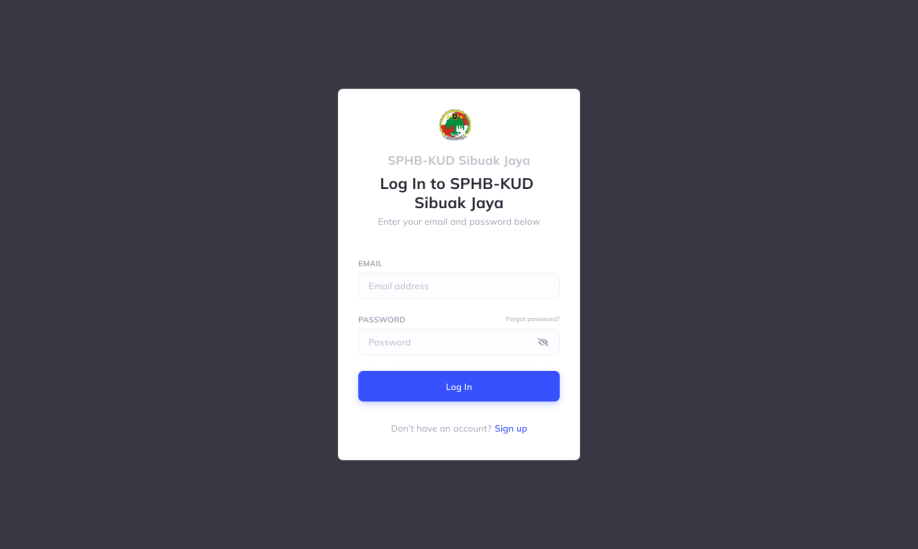 SPHB-KUD Sibuak Jaya
Log In to SPHB-KUD
Sibuak Jaya
Enter your email and password below
EMAIL
Email address
PASSWORD
Forgot password?
Password
Log In
Don't have an account? Sign up